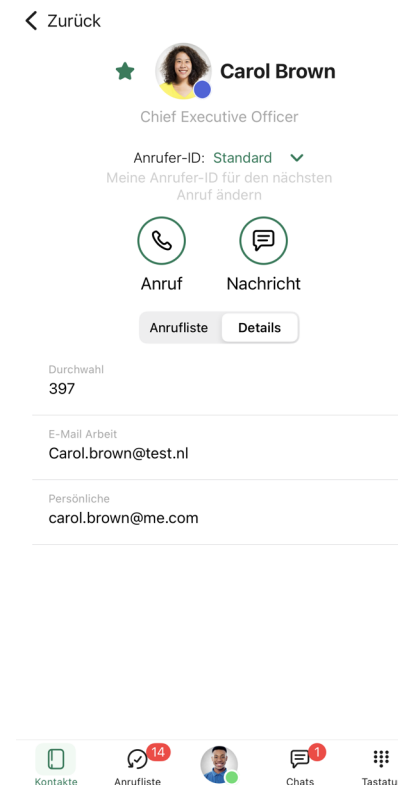 Zurück
Carol Brown
Chief Executive Officer
Anrufer-ID: Standard
Meine Anrufer-ID für den nächsten
Anruf ändern
Anruf Nachricht
Anrufliste Details
Durchwahl
397
E-Mail Arbeit
Carol.brown@test.nl
Persönliche
carol.brown@me.com
14 1
Kontakte Anrufliste Chats Tastatu